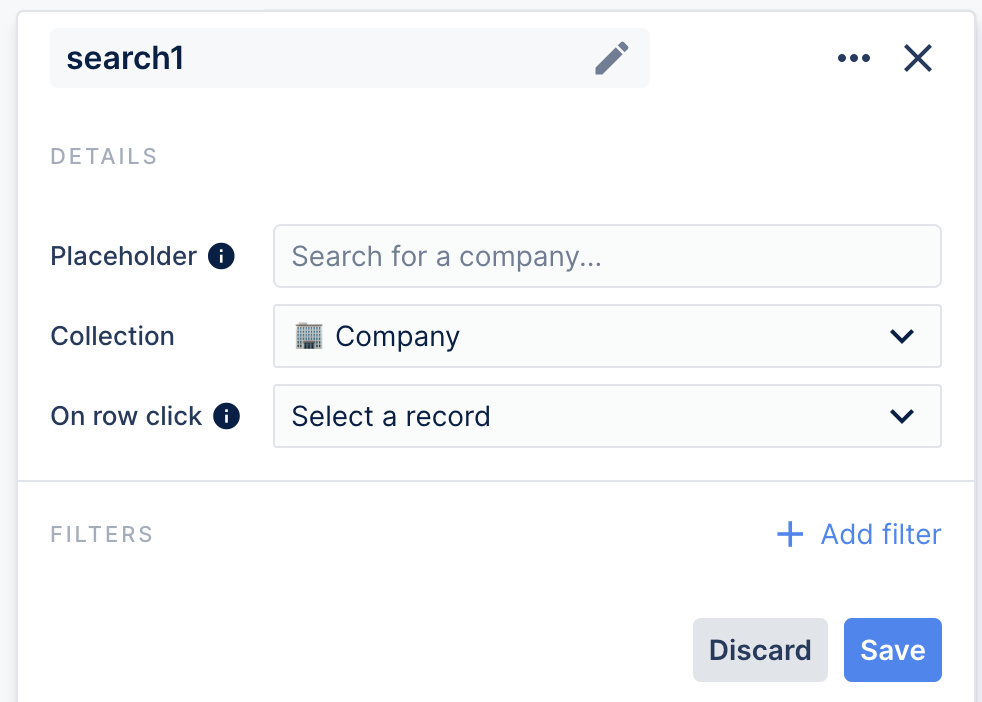 search1
DETAILS
Placeholder
Search for a company...
Collection
Company
On row click
Select a record
FILTERS
Add filter
Discard
Save